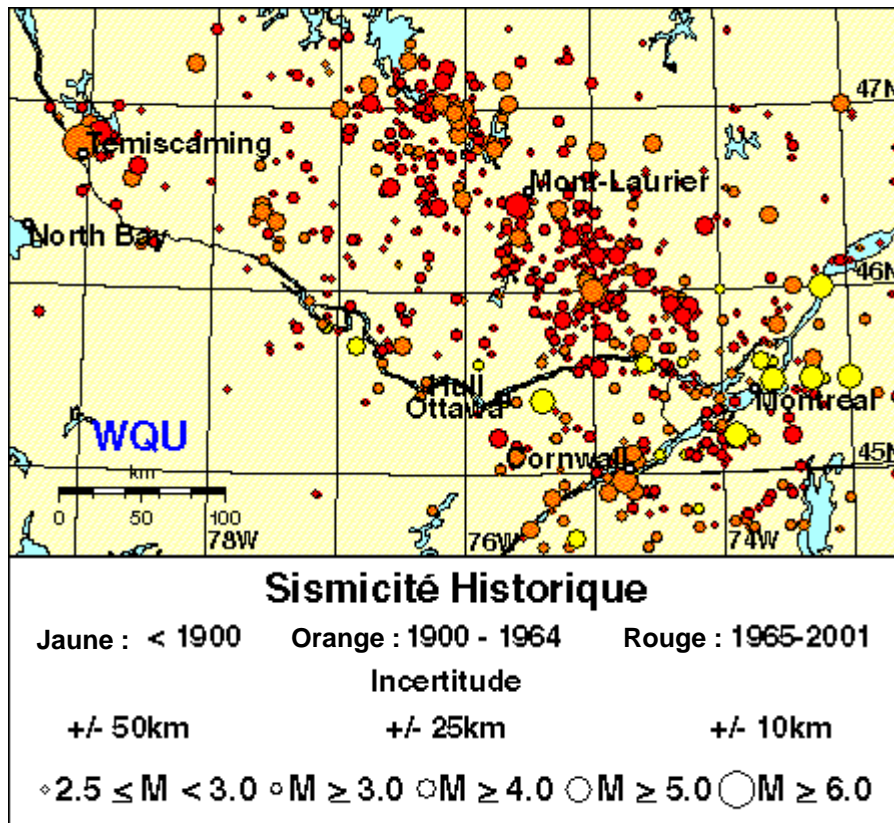 47N
Temiscaming
Mont-Laurier
North Bay
46N
Hull
Ottawa
Montreal
WQU
Cornwall
45N
km
0 50 100
78W 76W 74W
Sismicité Historique
Jaune : < 1900 Orange : 1900 - 1964 Rouge : 1965-2001
Incertitude
+/- 50km +/- 25km +/- 10km
2.5 ≤ M < 3.0 M ≥ 3.0 M ≥ 4.0 M ≥ 5.0 M ≥ 6.0